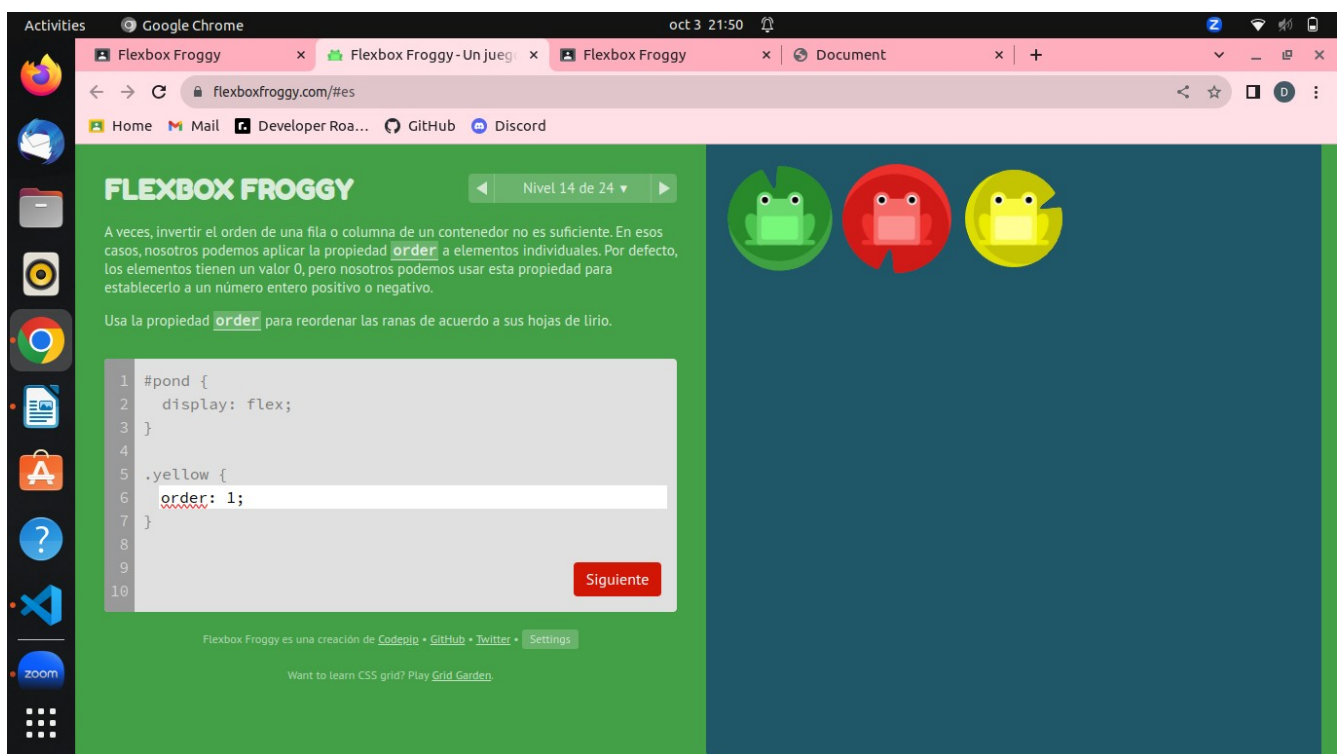 Activities
Google Chrome
oct 3 21:50
Z
Flexbox Froggy
Flexbox Froggy - Un jueg
Flexbox Froggy
Document
flexboxfroggy.com/#es
D
Home
Mail
Developer Roa...
GitHub
Discord
FLEXBOX FROGGY
Nivel 14 de 24 ▾
A veces, invertir el orden de una fila o columna de un contenedor no es suficiente. En esos
casos, nosotros podemos aplicar la propiedad order a elementos individuales. Por defecto,
los elementos tienen un valor 0, pero nosotros podemos usar esta propiedad para
establecerlo a un número entero positivo o negativo.
Usa la propiedad order para reordenar las ranas de acuerdo a sus hojas de lirio.
1 #pond {
2 display: flex;
3 }
4
5 .yellow {
6 order: 1;
7 }
8
9
10
Siguiente
Flexbox Froggy es una creación de Codepip • GitHub • Twitter • Settings
Want to learn CSS grid? Play Grid Garden.
zoom